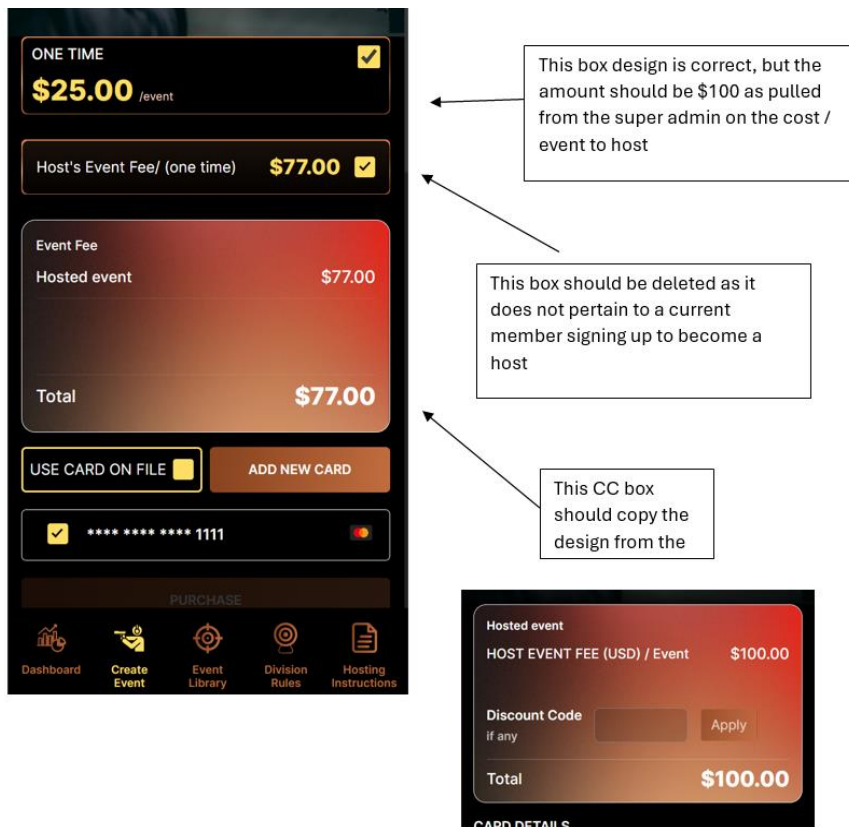 ONE TIME
$25.00 /event
Host's Event Fee/ (one time) $77.00
Event Fee
Hosted event $77.00
Total $77.00
USE CARD ON FILE
ADD NEW CARD
**** **** **** 1111
PURCHASE
Dashboard
Create
Event
Event
Library
Division
Rules
Hosting
Instructions
This box design is correct, but the
amount should be $100 as pulled
from the super admin on the cost /
event to host
This box should be deleted as it
does not pertain to a current
member signing up to become a
host
This CC box
should copy the
design from the
Hosted event
HOST EVENT FEE (USD) / Event $100.00
Discount Code
if any
Apply
Total $100.00
CARD DETAILS